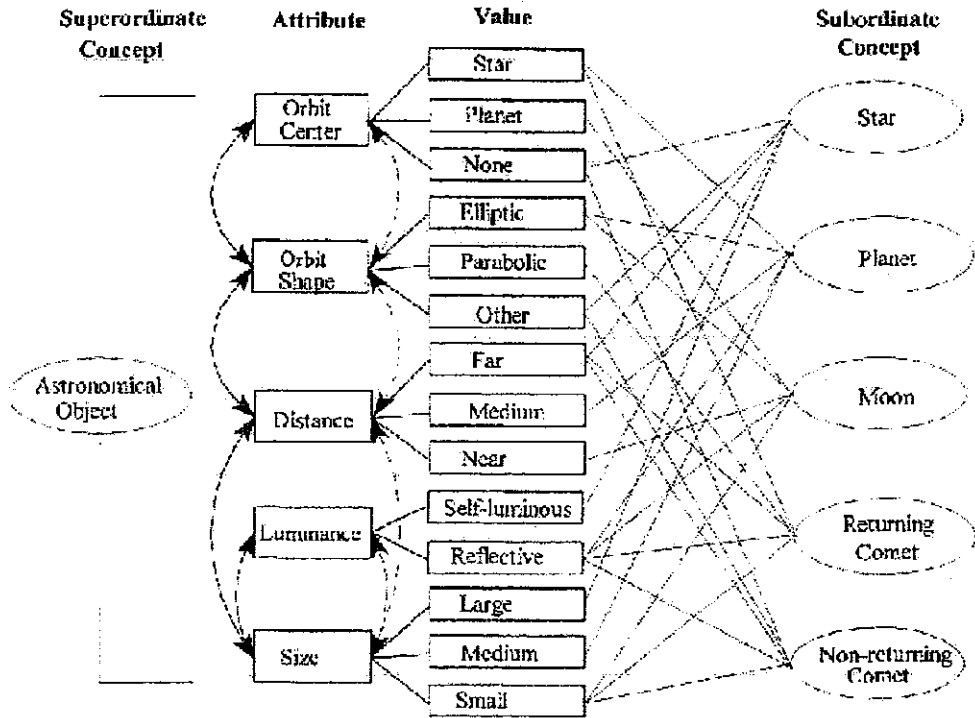 Superordinate
Concept
Attribute
Value
Subordinate
Concept
Astronomical
Object
Orbit
Center
Orbit
Shape
Distance
Luminance
Size
Star
Planet
None
Elliptic
Parabolic
Other
Far
Medium
Near
Self-luminous
Reflective
Large
Medium
Small
Star
Planet
Moon
Returning
Comet
Non-returning
Comet